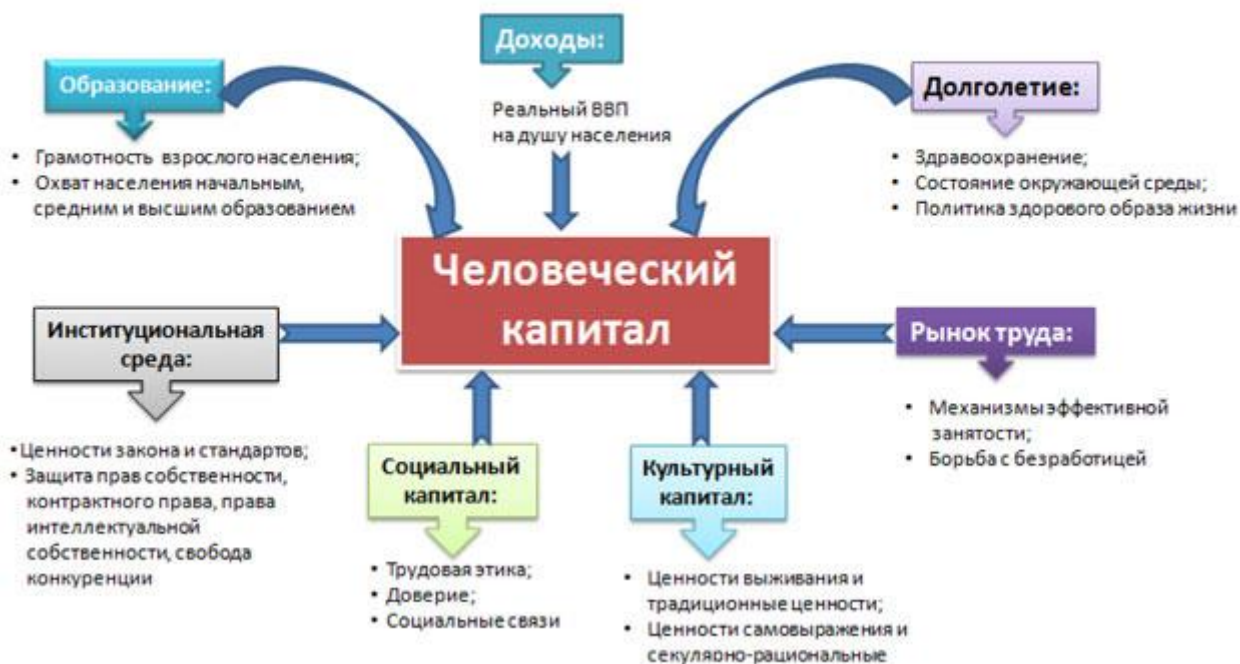 Доходы:
Реальный ВВП
на душу населения
Образование:
• Грамотность взрослого населения;
• Охват населения начальным,
средним и высшим образованием
Долголетие:
• Здравоохранение;
• Состояние окружающей среды;
• Политика здорового образа жизни
Человеческий
капитал
Институциональная
среда:
• Ценности закона и стандартов;
• Защита прав собственности,
контрактного права, права
интеллектуальной
собственности, свобода
конкуренции
Рынок труда:
• Механизмы эффективной
занятости;
• Борьба с безработицей
Социальный
капитал:
• Трудовая этика;
• Доверие;
• Социальные связи
Культурный
капитал:
• Ценности выживания и
традиционные ценности;
• Ценности самовыражения и
секулярно-рациональные